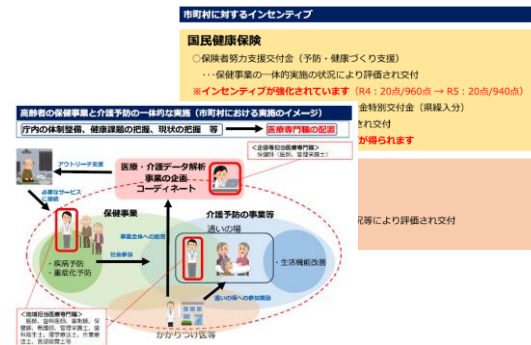 市町村に対するインセンティブ
国民健康保険
○保険者努力支援交付金（予防・健康づくり支援）
･･･保健事業の一体的実施の状況により評価され交付
※インセンティブが強化されています（R4：20点/960点 → R5：20点/940点）
金特別交付金（県繰入分）
され交付
が得られます
況等により評価され交付
高齢者の保健事業と介護予防の一体的な実施（市町村における実施のイメージ）
庁内の体制整備、健康課題の把握、現状の把握 等
医療専門職の配置
＜企画等担当医療専門職＞
保健師（医師、管理栄養士）
アウトリーチ支援
医療・介護データ解析
事業の企画
コーディネート
必要なサービス
に接続
保健事業
介護予防の事業等
事業全体への助言
通いの場
社会参加
・疾病予防
・重症化予防
・生活機能改善
通いの場への参加勧奨
＜地域担当医療専門職＞
医師、歯科医師、薬剤師、保
健師、看護師、管理栄養士、歯
科衛生士、理学療法士、作業療
法士、言語聴覚士等
かかりつけ医等